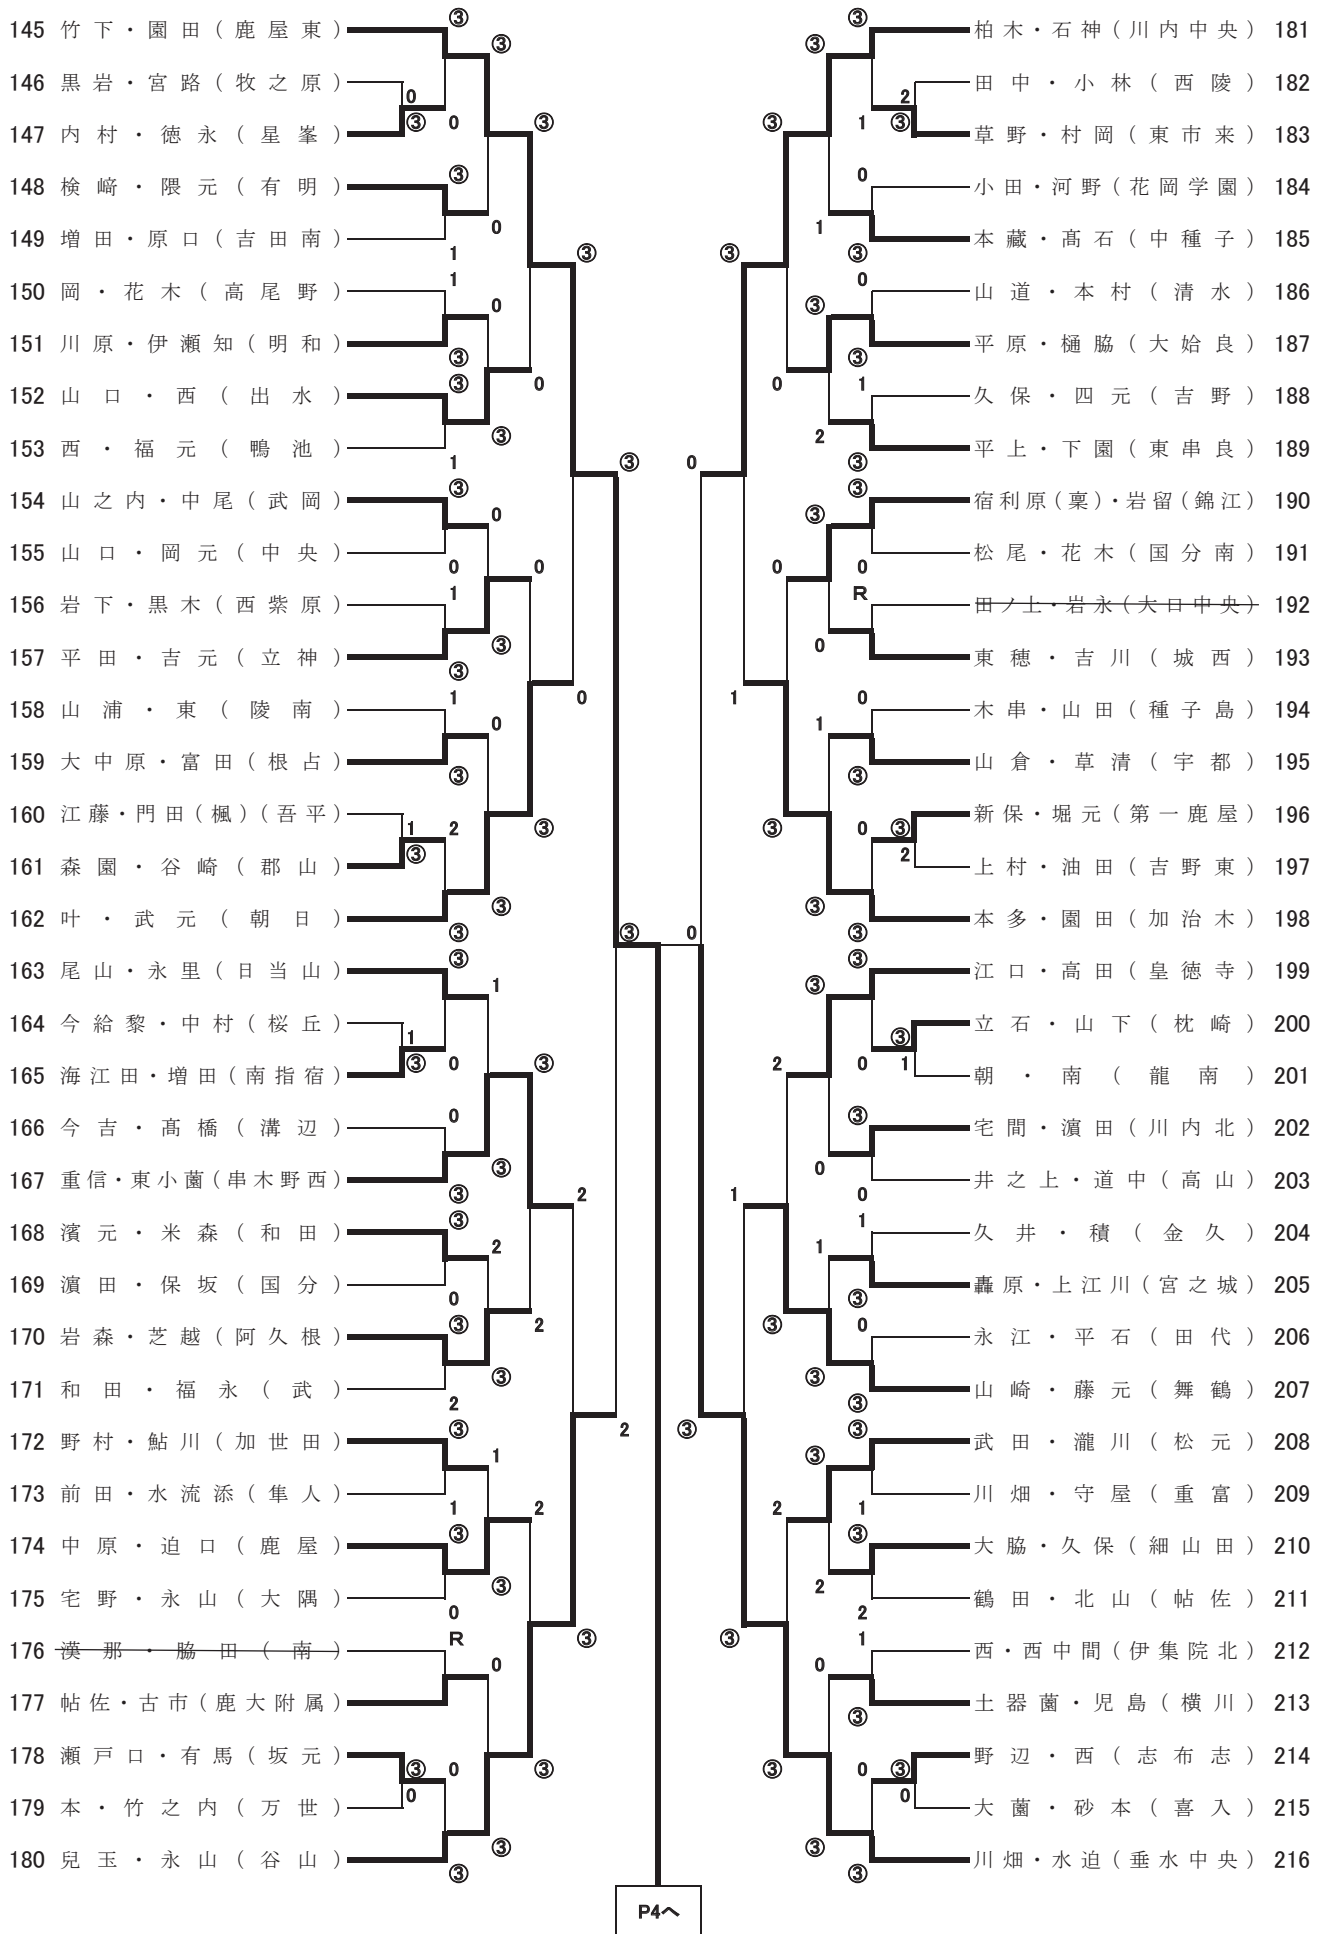 145 竹下・園田(鹿屋東)
146 黒岩・宮路(牧之原)
147 内村・徳永(星峯)
148 検﨑・隈元(有明)
149 増田・原口(吉田南)
150 岡・花木(高尾野)
151 川原・伊瀬知(明和)
152 山口・西(出水)
153 西・福元(鴨池)
154 山之内・中尾(武岡)
155 山口・岡元(中央)
156 岩下・黒木(西紫原)
157 平田・吉元(立神)
158 山浦・東(陵南)
159 大中原・富田(根占)
160 江藤・門田(楓)(吾平)
161 森園・谷崎(郡山)
162 叶・武元(朝日)
163 尾山・永里(日当山)
164 今給黎・中村(桜丘)
165 海江田・増田(南指宿)
166 今吉・髙橋(溝辺)
167 重信・東小薗(串木野西)
168 濱元・米森(和田)
169 濵田・保坂(国分)
170 岩森・芝越(阿久根)
171 和田・福永(武)
172 野村・鮎川(加世田)
173 前田・水流添(隼人)
174 中原・迫口(鹿屋)
175 宅野・永山(大隅)
176 漢那・脇田(南)
177 帖佐・古市(鹿大附属)
178 瀬戸口・有馬(坂元)
179 本・竹之内(万世)
180 兒玉・永山(谷山)
柏木・石神(川内中央) 181
田中・小林(西陵) 182
草野・村岡(東市来) 183
小田・河野(花岡学園) 184
本藏・髙石(中種子) 185
山道・本村(清水) 186
平原・樋脇(大姶良) 187
久保・四元(吉野) 188
平上・下園(東串良) 189
宿利原(稟)・岩留(錦江) 190
松尾・花木(国分南) 191
田ノ上・岩永(大口中央) 192
東穂・吉川(城西) 193
木串・山田(種子島) 194
山倉・草清(宇都) 195
新保・堀元(第一鹿屋) 196
上村・油田(吉野東) 197
本多・園田(加治木) 198
江口・高田(皇徳寺) 199
立石・山下(枕崎) 200
朝・南(龍南) 201
宅間・濵田(川内北) 202
井之上・道中(高山) 203
久井・積(金久) 204
轟原・上江川(宮之城) 205
永江・平石(田代) 206
山崎・藤元(舞鶴) 207
武田・瀧川(松元) 208
川畑・守屋(重富) 209
大脇・久保(細山田) 210
鶴田・北山(帖佐) 211
西・西中間(伊集院北) 212
土器薗・児島(横川) 213
野辺・西(志布志) 214
大薗・砂本(喜入) 215
川畑・水迫(垂水中央) 216
P4へ